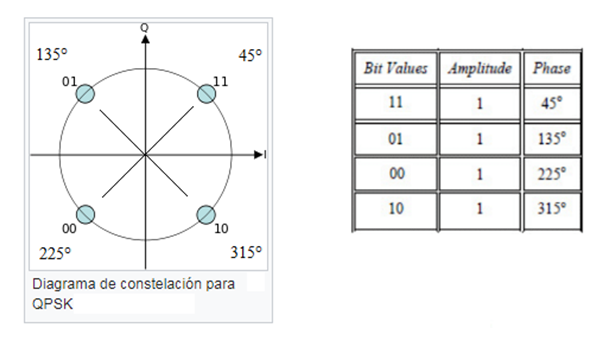 Q
135°
45°
01
11
I
00
10
225°
315°
Diagrama de constelación para
QPSK
Bit Values Amplitude Phase
11 1 45°
01 1 135°
00 1 225°
10 1 315°